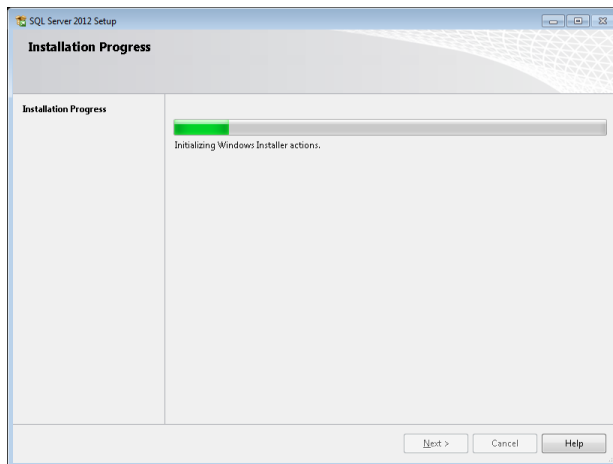 SQL Server 2012 Setup
Installation Progress
Installation Progress
Initializing Windows Installer actions.
Next >
Cancel
Help